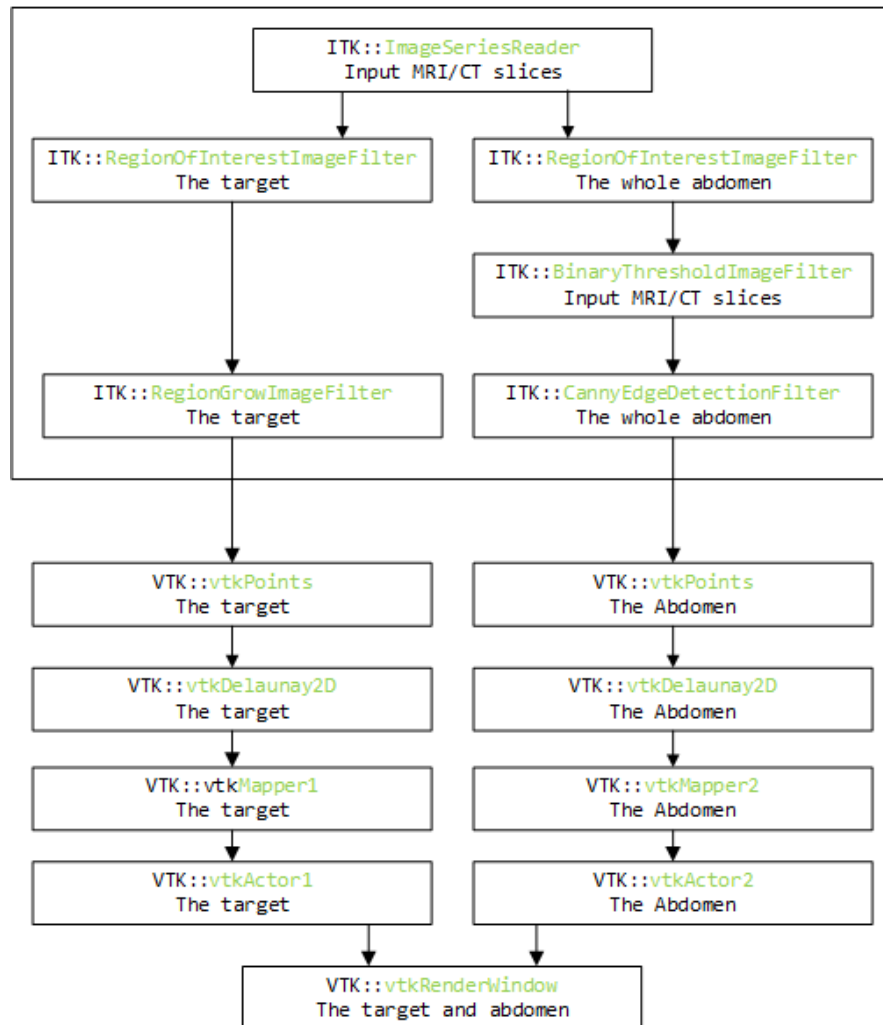 ITK::ImageSeriesReader
Input MRI/CT slices
ITK::RegionOfInterestImageFilter
The target
ITK::RegionOfInterestImageFilter
The whole abdomen
ITK::BinaryThresholdImageFilter
Input MRI/CT slices
ITK::RegionGrowImageFilter
The target
ITK::CannyEdgeDetectionFilter
The whole abdomen
VTK::vtkPoints
The target
VTK::vtkPoints
The Abdomen
VTK::vtkDelaunay2D
The target
VTK::vtkDelaunay2D
The Abdomen
VTK::vtkMapper1
The target
VTK::vtkMapper2
The Abdomen
VTK::vtkActor1
The target
VTK::vtkActor2
The Abdomen
VTK::vtkRenderWindow
The target and abdomen